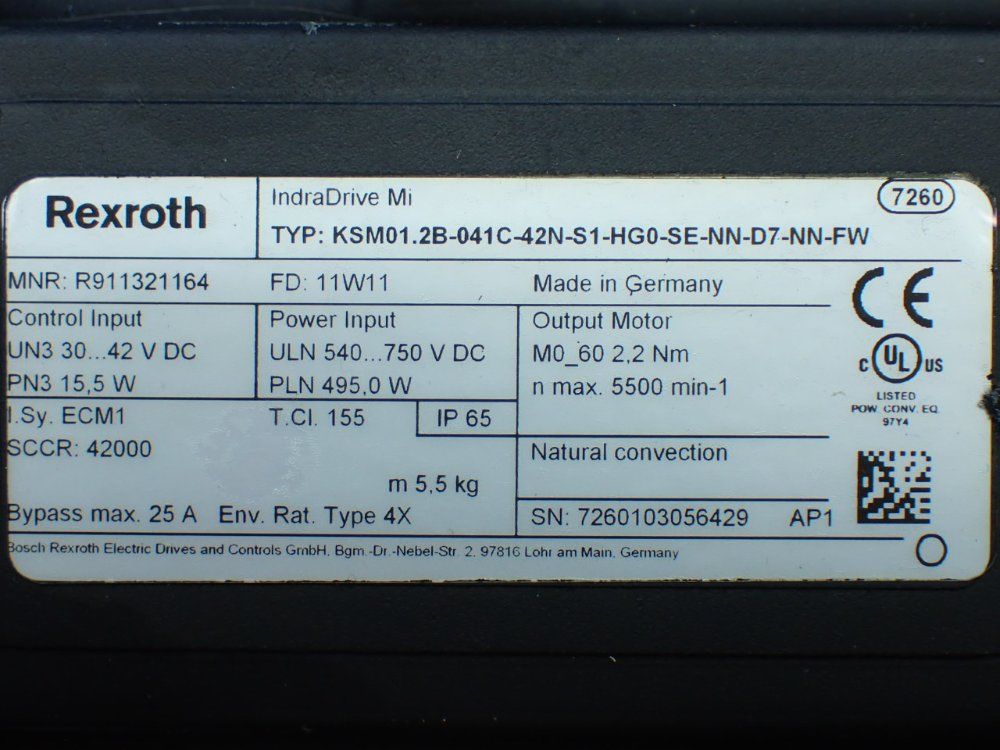 Rexroth
IndraDrive Mi
7260
TYP: KSM01.2B-041C-42N-S1-HG0-SE-NN-D7-NN-FW
MNR: R911321164
FD: 11W11
Made in Germany
CE
Control Input
UN3 30...42 V DC
PN3 15,5 W
Power Input
ULN 540...750 V DC
PLN 495,0 W
Output Motor
M0_60 2,2 Nm
n max. 5500 min-1
C UL US
LISTED
POW. CONV. EQ.
97Y4
I.Sy. ECM1
T.Cl. 155
IP 65
SCCR: 42000
m 5,5 kg
Natural convection
Bypass max. 25 A Env. Rat. Type 4X
SN: 7260103056429 AP1
Bosch Rexroth Electric Drives and Controls GmbH, Bgm.-Dr.-Nebel-Str. 2, 97816 Lohr am Main, Germany